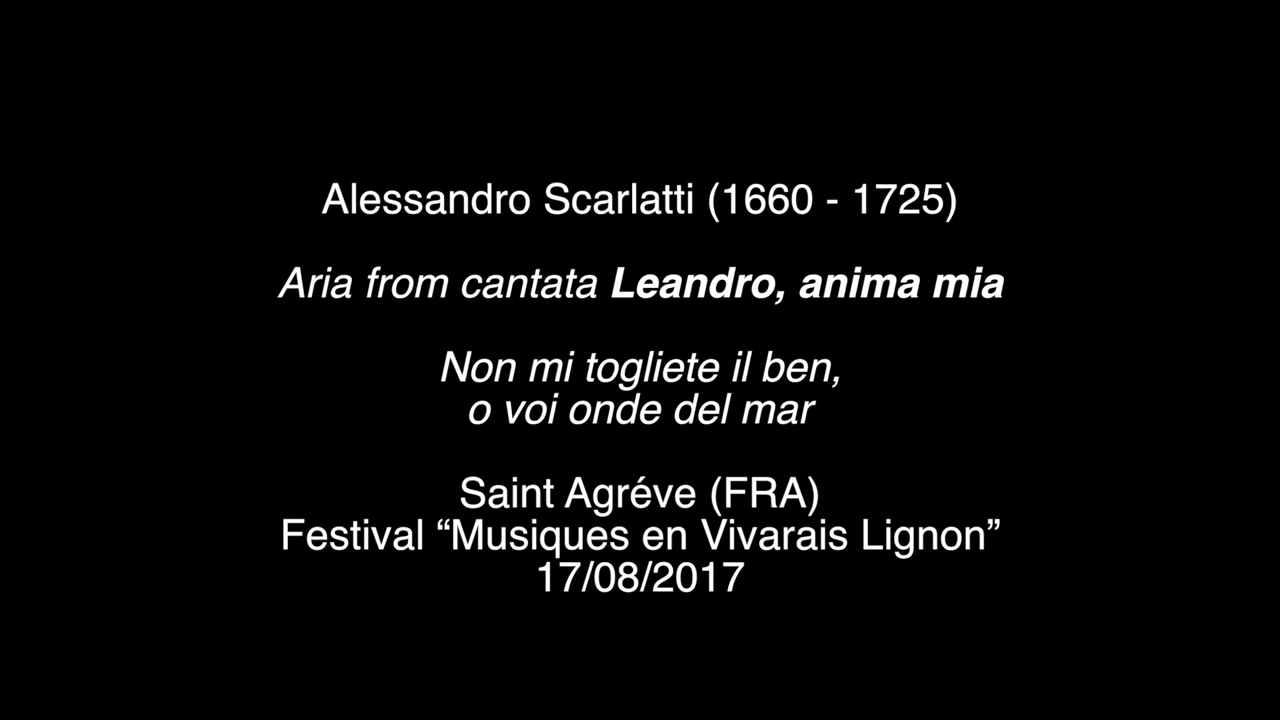 Alessandro Scarlatti (1660 - 1725)
Aria from cantata Leandro, anima mia
Non mi togliete il ben,
o voi onde del mar
Saint Agréve (FRA)
Festival “Musiques en Vivarais Lignon”
17/08/2017